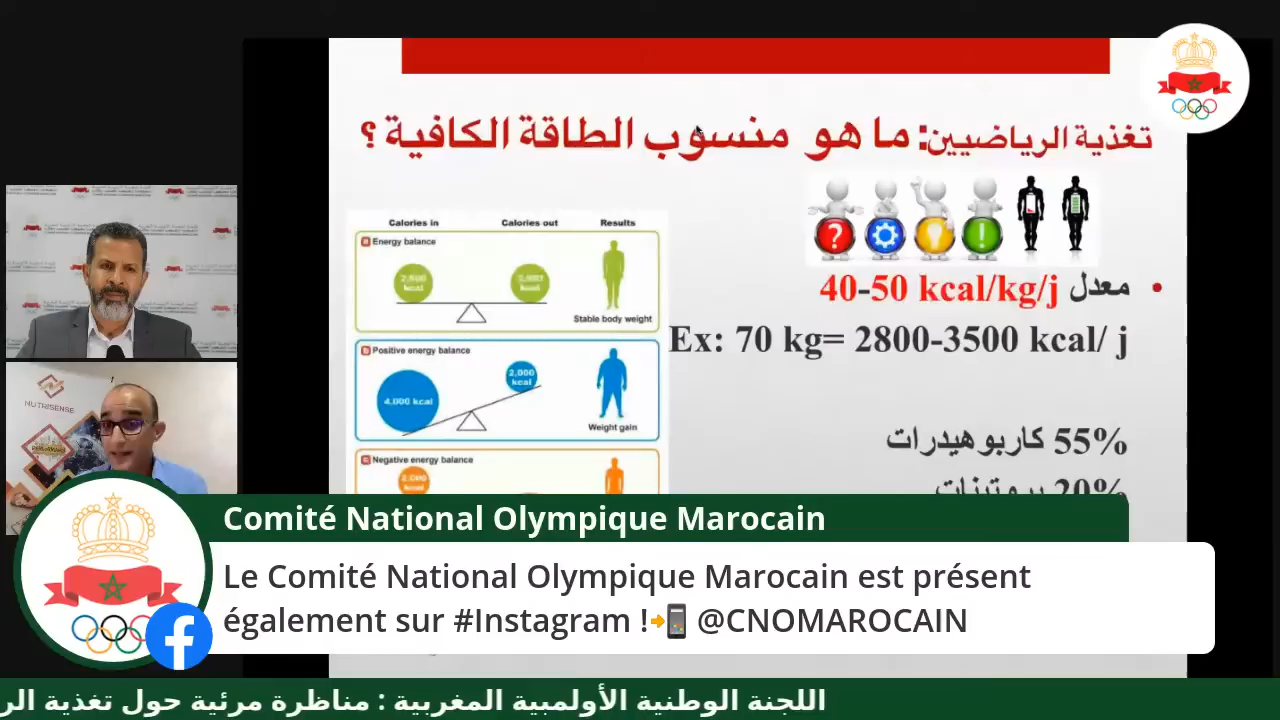 تغذية الرياضيين: ما هو منسوب الطاقة الكافية ؟
Calories in Calories out Results
Energy balance
Stable body weight
• معدل 40-50 kcal/kg/j
Ex: 70 kg= 2800-3500 kcal/ j
Positive energy balance
4,000 kcal
2,000
kcal
Weight gain
55% كاربوهيدرات
20% بروتينات
Negative energy balance
NUTRISENSE
Comité National Olympique Marocain
Le Comité National Olympique Marocain est présent
également sur #Instagram ! @CNOMAROCAIN
اللجنة الوطنية الأولمبية المغربية : مناظرة مرئية حول تغذية الر